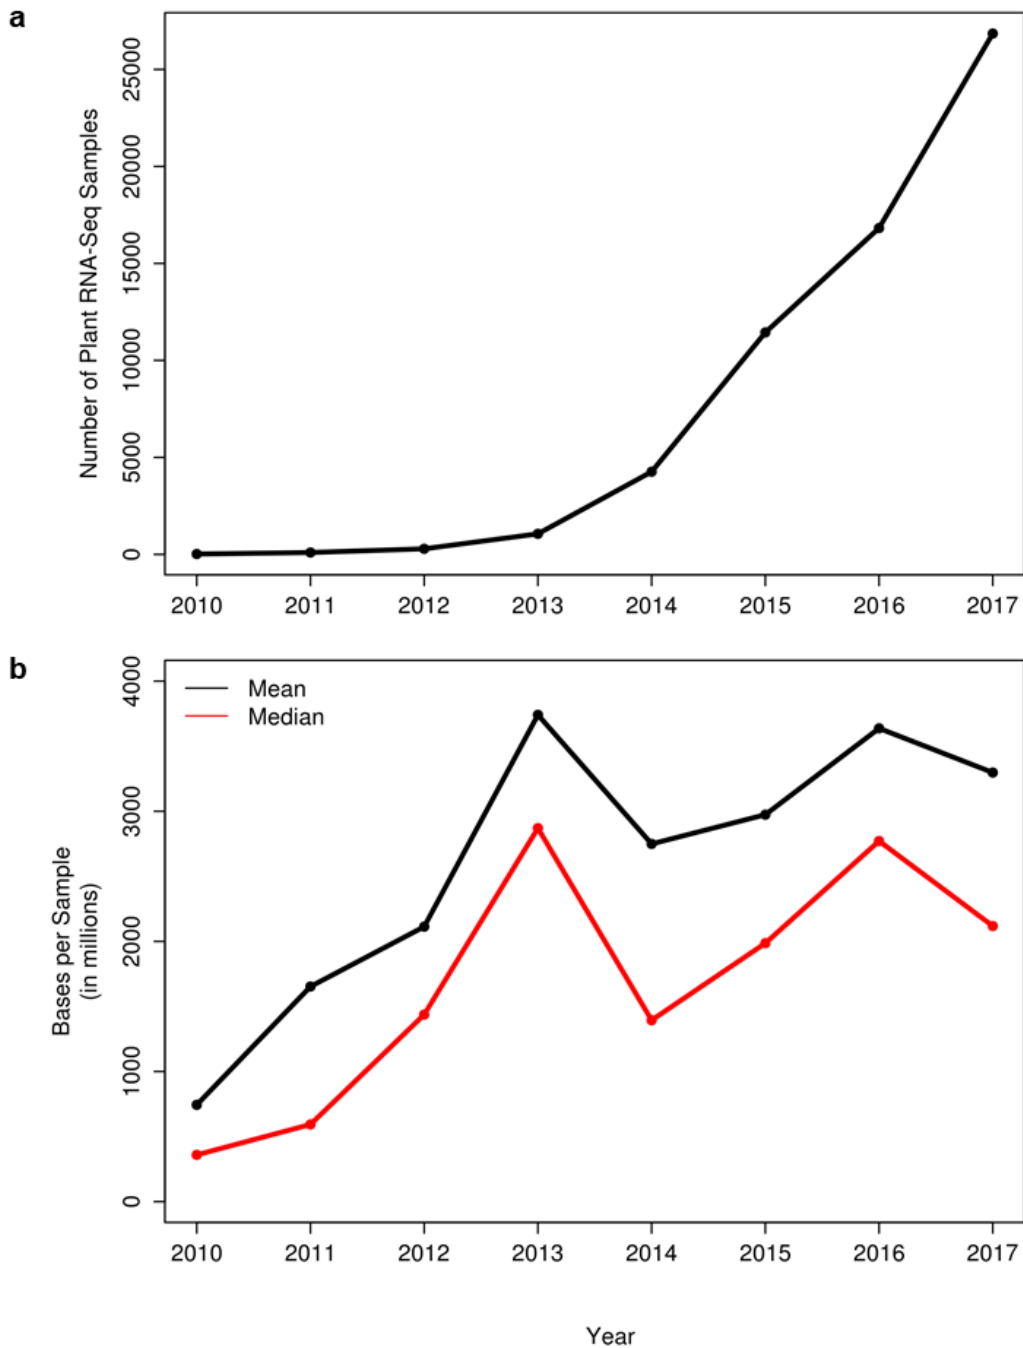 a
Number of Plant RNA-Seq Samples
25000
20000
15000
10000
5000
0
2010 2011 2012 2013 2014 2015 2016 2017
b
Mean
Median
Bases per Sample
(in millions)
4000
3000
2000
1000
0
2010 2011 2012 2013 2014 2015 2016 2017
Year